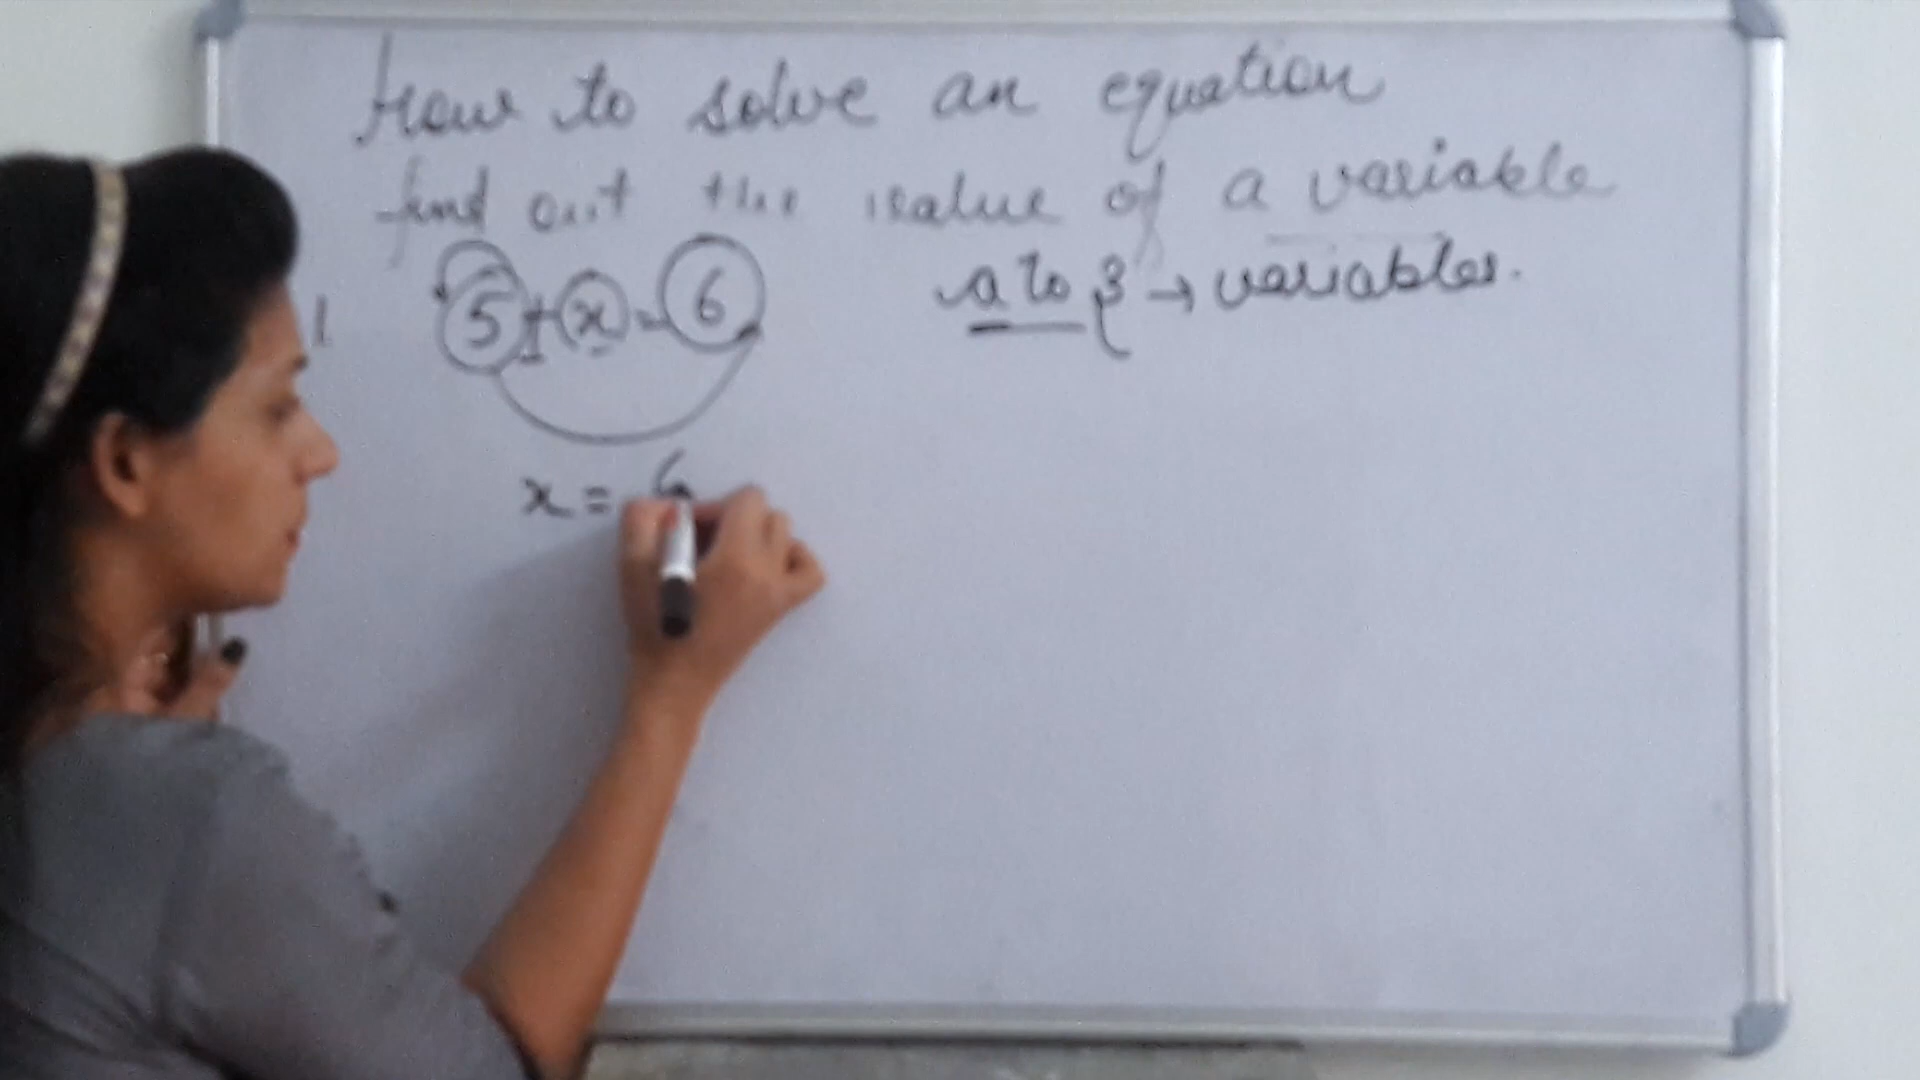 How to solve an equation
find out the value of a variable
1 5 + x = 6
a to z → variables.
x = 6